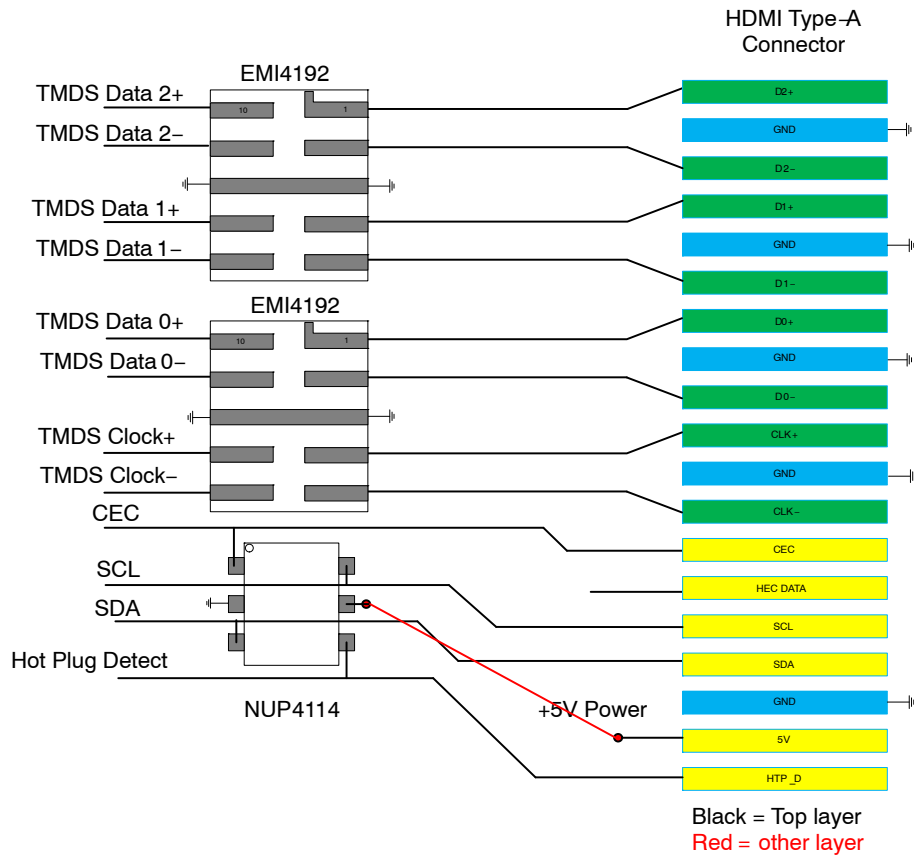 HDMI Type-A
Connector
EMI4192
TMDS Data 2+
10
1
D2+
TMDS Data 2−
GND
D2−
TMDS Data 1+
D1+
TMDS Data 1−
GND
D1−
EMI4192
TMDS Data 0+
10
1
D0+
TMDS Data 0−
GND
D0−
TMDS Clock+
CLK+
TMDS Clock−
GND
CLK−
CEC
CEC
SCL
HEC DATA
SDA
SCL
Hot Plug Detect
SDA
NUP4114
+5V Power
GND
5V
HTP_D
Black = Top layer
Red = other layer